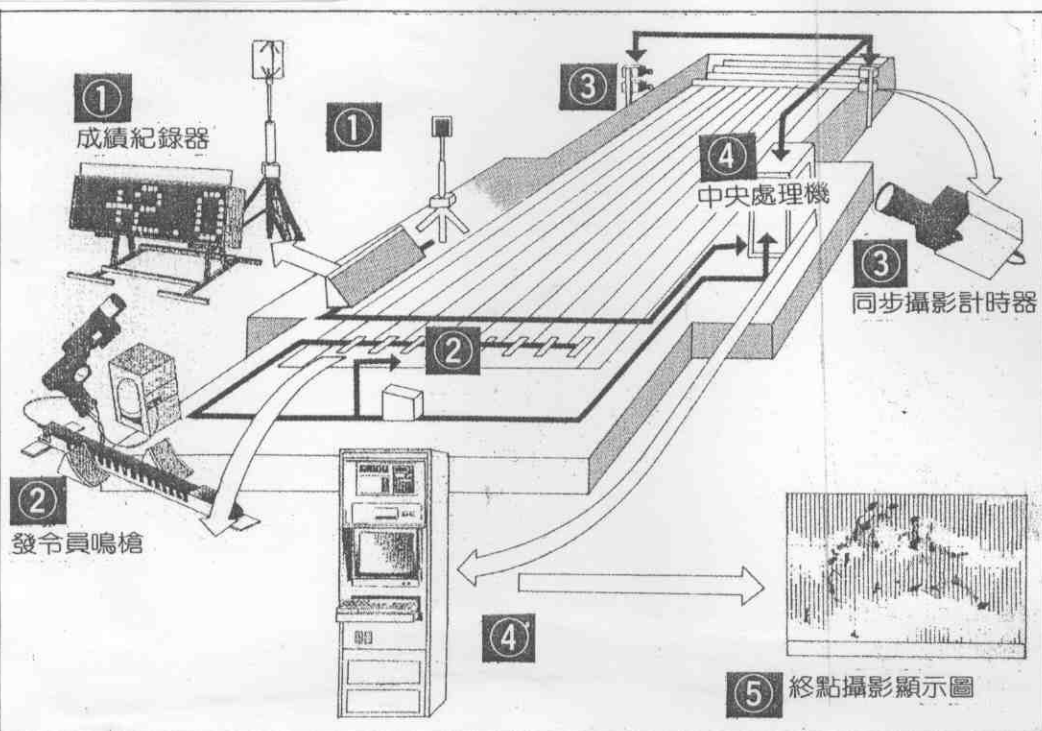 ①
成績紀錄器
①
③
④
中央處理機
③
同步攝影計時器
②
②
發令員鳴槍
④
⑤ 終點攝影顯示圖